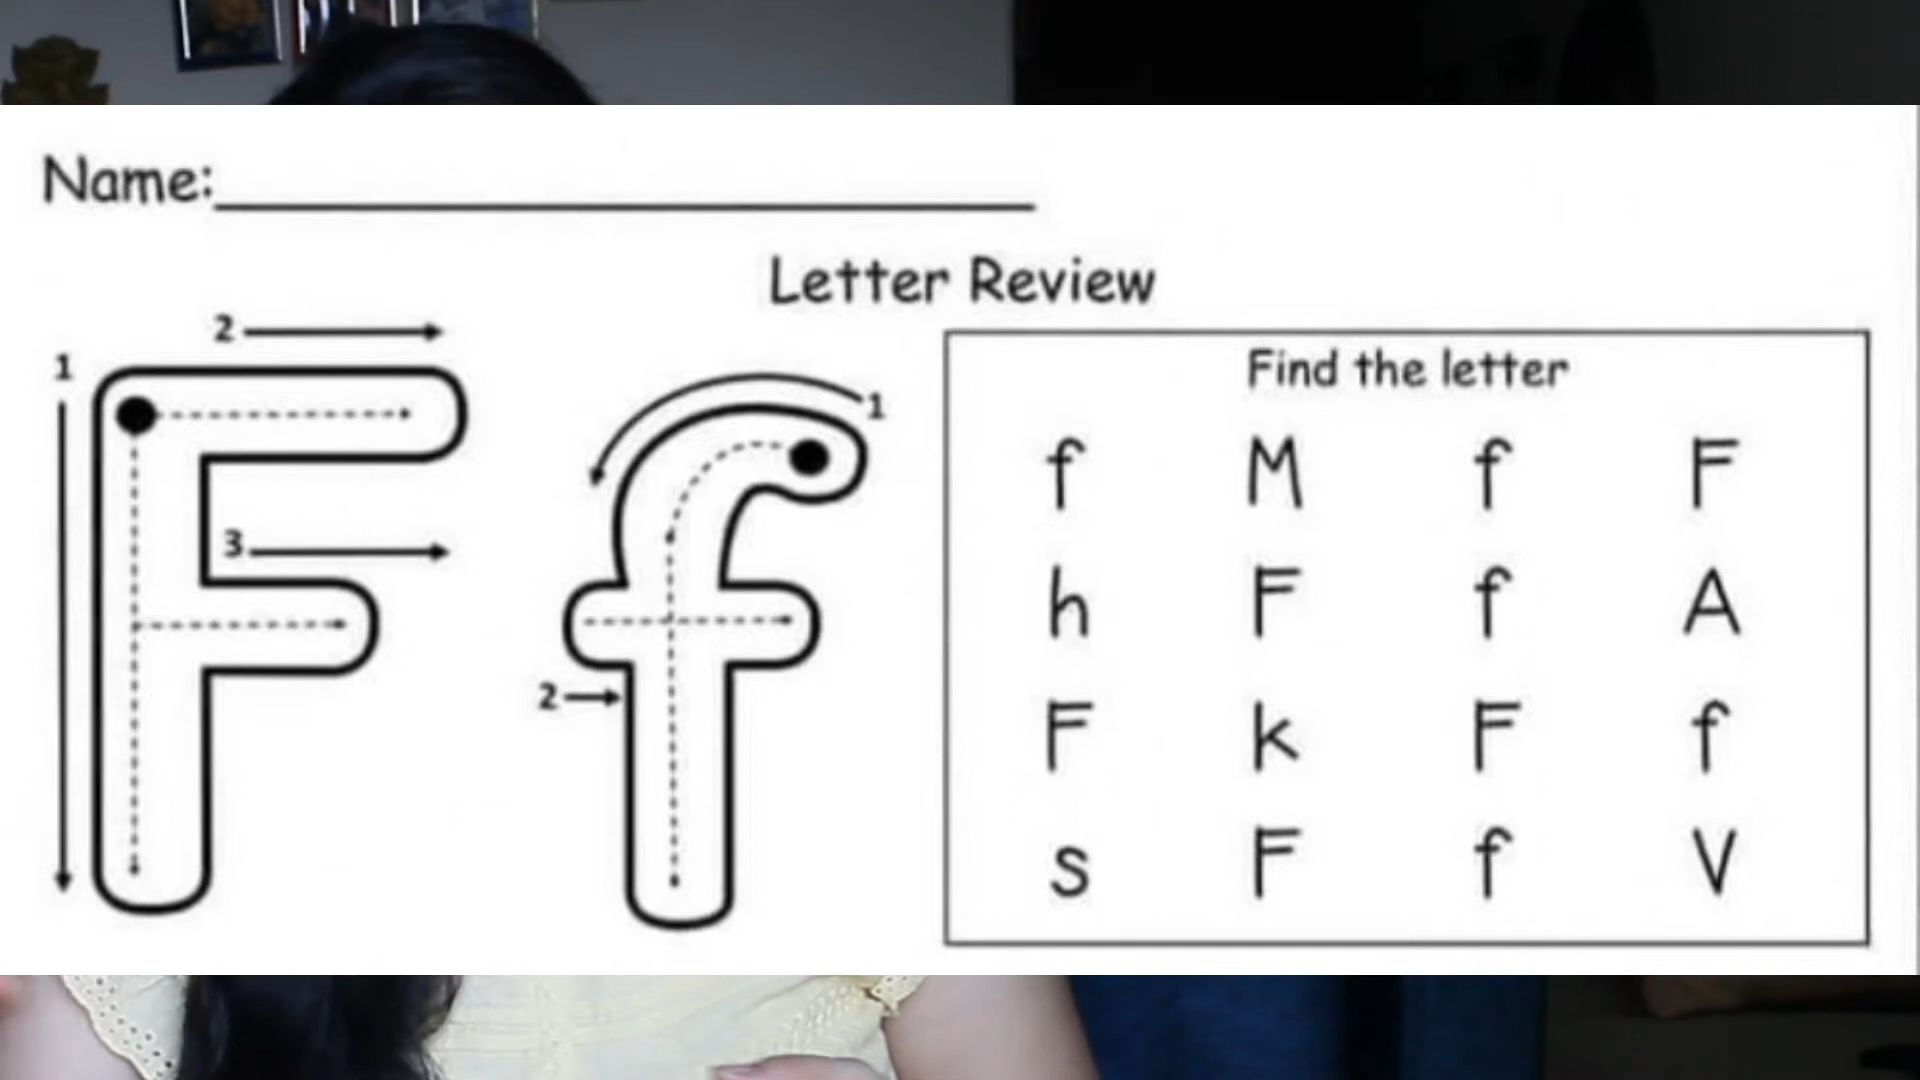 Name:
Letter Review
2
1
F
3
f
1
2
Find the letter
f M f F
h F f A
F k F f
s F f V